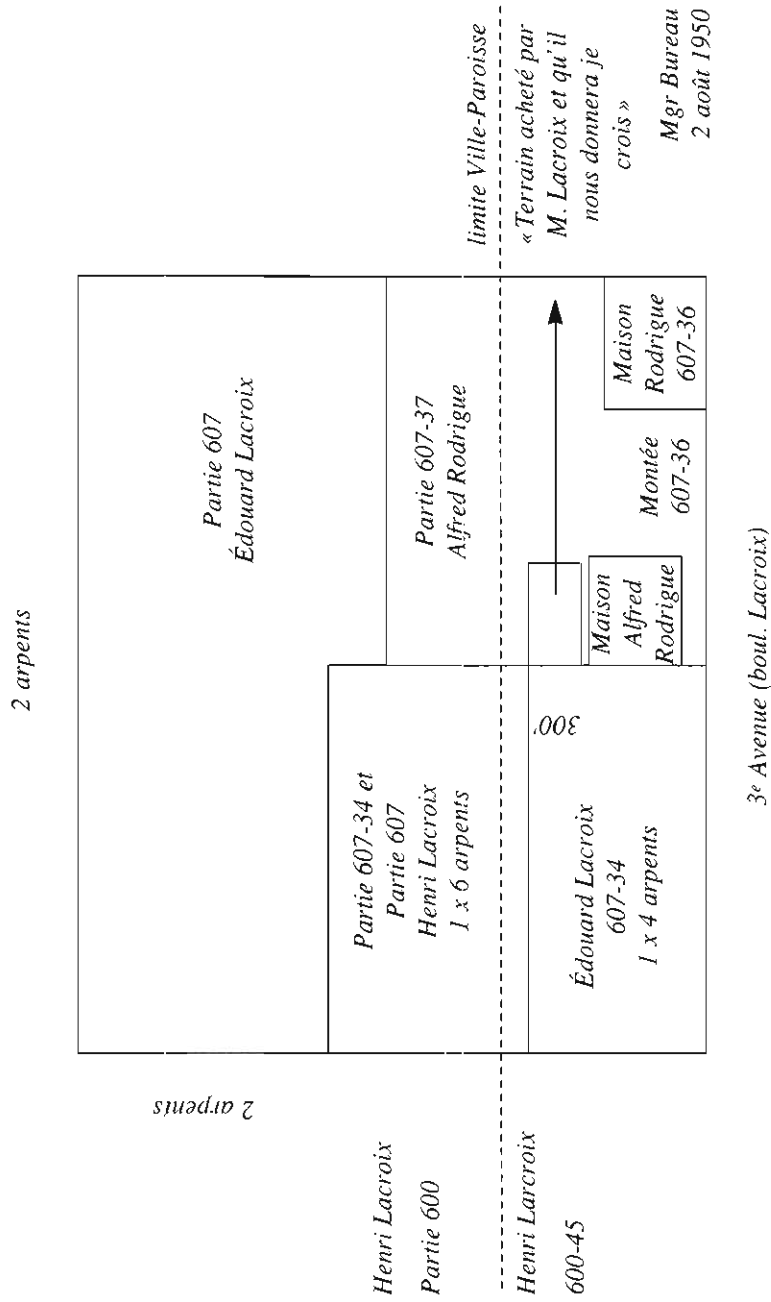 2 arpents
Partie 607
Édouard Lacroix
2 arpents
Partie 607-34 et
Partie 607
Henri Lacroix
1 x 6 arpents
Partie 607-37
Alfred Rodrigue
Henri Lacroix
Partie 600
limite Ville-Paroisse
Henri Larcroix
600-45
300'
Édouard Lacroix
607-34
1 x 4 arpents
Maison
Alfred
Rodrigue
Montée
607-36
Maison
Rodrigue
607-36
« Terrain acheté par
M. Lacroix et qu'il
nous donnera je
crois »
Mgr Bureau
2 août 1950
3e Avenue (boul. Lacroix)